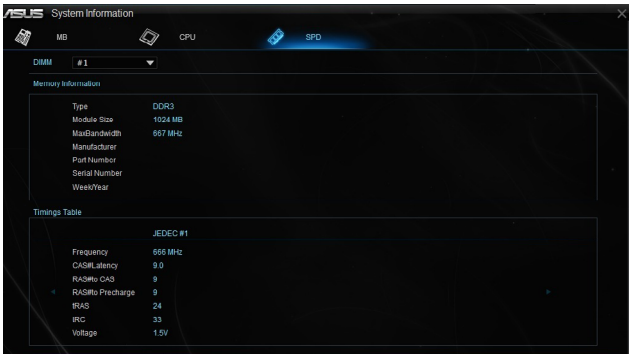 ASUS System Information
MB CPU SPD
DIMM #1
Memory Information
Type DDR3
Module Size 1024 MB
MaxBandwidth 667 MHz
Manufacturer
Part Number
Serial Number
Week/Year
Timings Table
JEDEC #1
Frequency 666 MHz
CAS#Latency 9.0
RAS#to CAS 9
RAS#to Precharge 9
tRAS 24
tRC 33
Voltage 1.5V